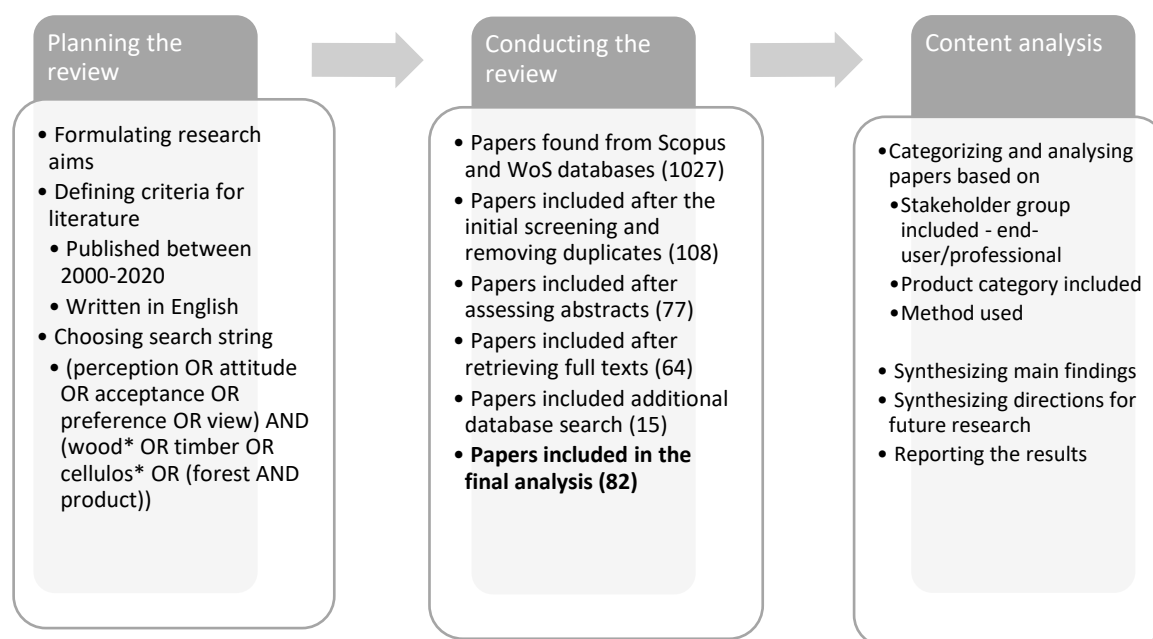 Planning the
review
• Formulating research
aims
• Defining criteria for
literature
• Published between
2000-2020
• Written in English
• Choosing search string
• (perception OR attitude
OR acceptance OR
preference OR view) AND
(wood* OR timber OR
cellulos* OR (forest AND
product))
Conducting the
review
• Papers found from Scopus
and WoS databases (1027)
• Papers included after the
initial screening and
removing duplicates (108)
• Papers included after
assessing abstracts (77)
• Papers included after
retrieving full texts (64)
• Papers included additional
database search (15)
• Papers included in the
final analysis (82)
Content analysis
•Categorizing and analysing
papers based on
•Stakeholder group
included - end-
user/professional
•Product category included
•Method used
• Synthesizing main findings
• Synthesizing directions for
future research
• Reporting the results